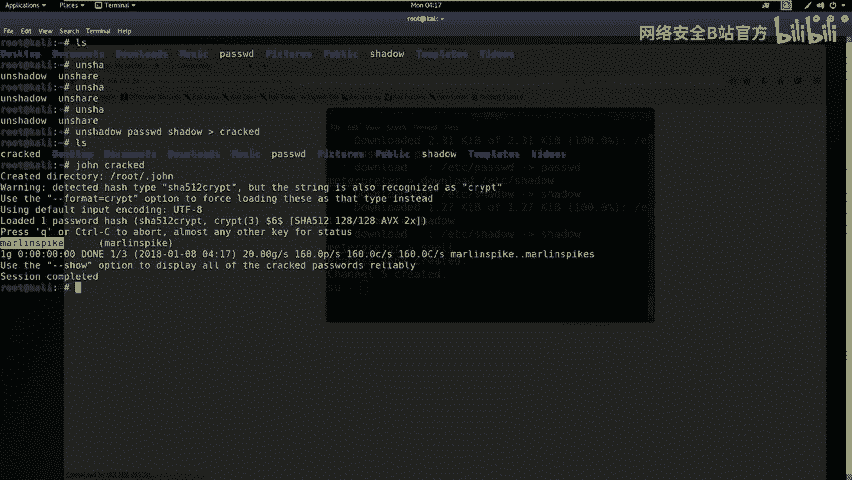 Applications Places Terminal Mon 04:17
root@kali: ~
网络安全B站官方 bilibili
File Edit View Search Terminal Help
root@kali:~# ls
Desktop Documents Downloads Music passwd Pictures Public shadow Templates Videos
root@kali:~# unsha
unshadow unshare
root@kali:~# unsha
unshadow unshare
root@kali:~# unsha
unshadow unshare
root@kali:~# unshadow passwd shadow > cracked
root@kali:~# ls
cracked Desktop Documents Downloads Music passwd Pictures Public shadow Templates Videos
root@kali:~# john cracked
Created directory: /root/.john
Warning: detected hash type "sha512crypt", but the string is also recognized as "crypt"
Use the "--format=crypt" option to force loading these as that type instead
Using default input encoding: UTF-8
Loaded 1 password hash (sha512crypt, crypt(3) $6$ [SHA512 128/128 AVX 2x])
Press 'q' or Ctrl-C to abort, almost any other key for status
marlinspike (marlinspike)
1g 0:00:00:00 DONE 1/3 (2018-01-08 04:17) 20.00g/s 160.0p/s 160.0c/s 160.0C/s marlinspike..marlinspikes
Use the "--show" option to display all of the cracked passwords reliably
Session completed
root@kali:~#